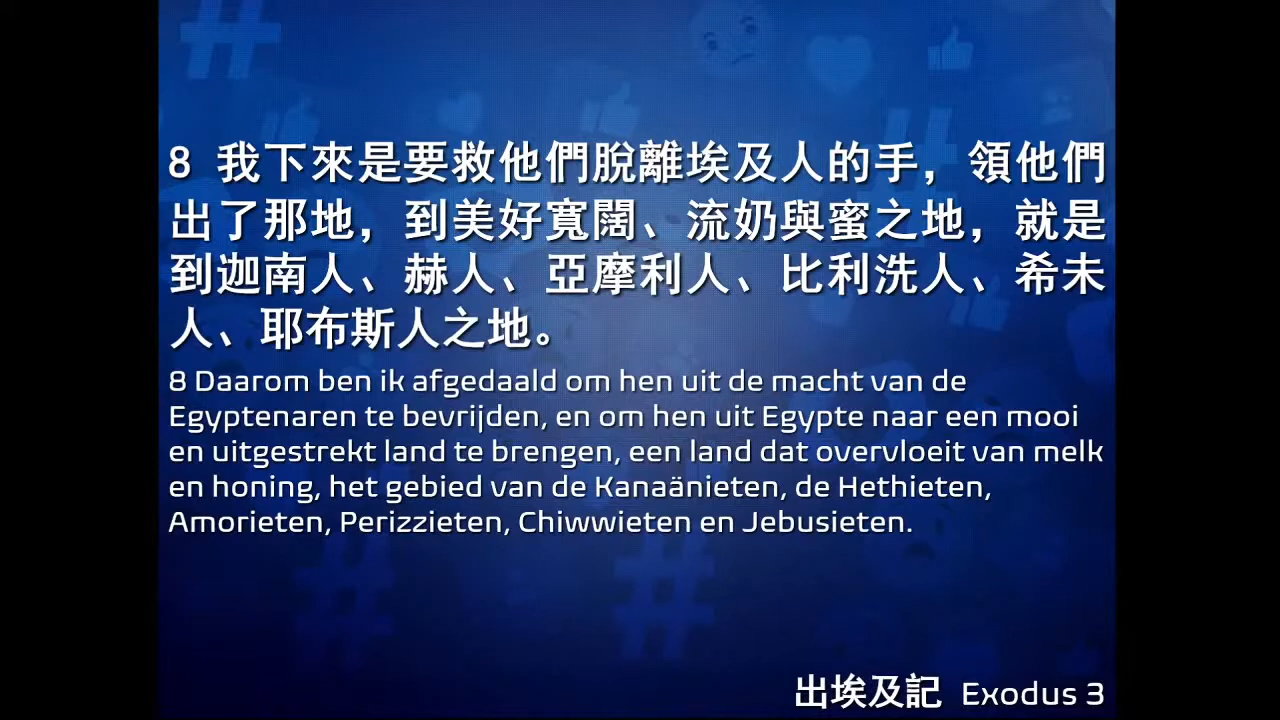 8 我下來是要救他們脫離埃及人的手，領他們
出了那地，到美好寬闊、流奶與蜜之地，就是
到迦南人、赫人、亞摩利人、比利洗人、希未
人、耶布斯人之地。
8 Daarom ben ik afgedaald om hen uit de macht van de
Egyptenaren te bevrijden, en om hen uit Egypte naar een mooi
en uitgestrekt land te brengen, een land dat overvloeit van melk
en honing, het gebied van de Kanaänieten, de Hethieten,
Amorieten, Perizzieten, Chiwwieten en Jebusieten.
出埃及記 Exodus 3